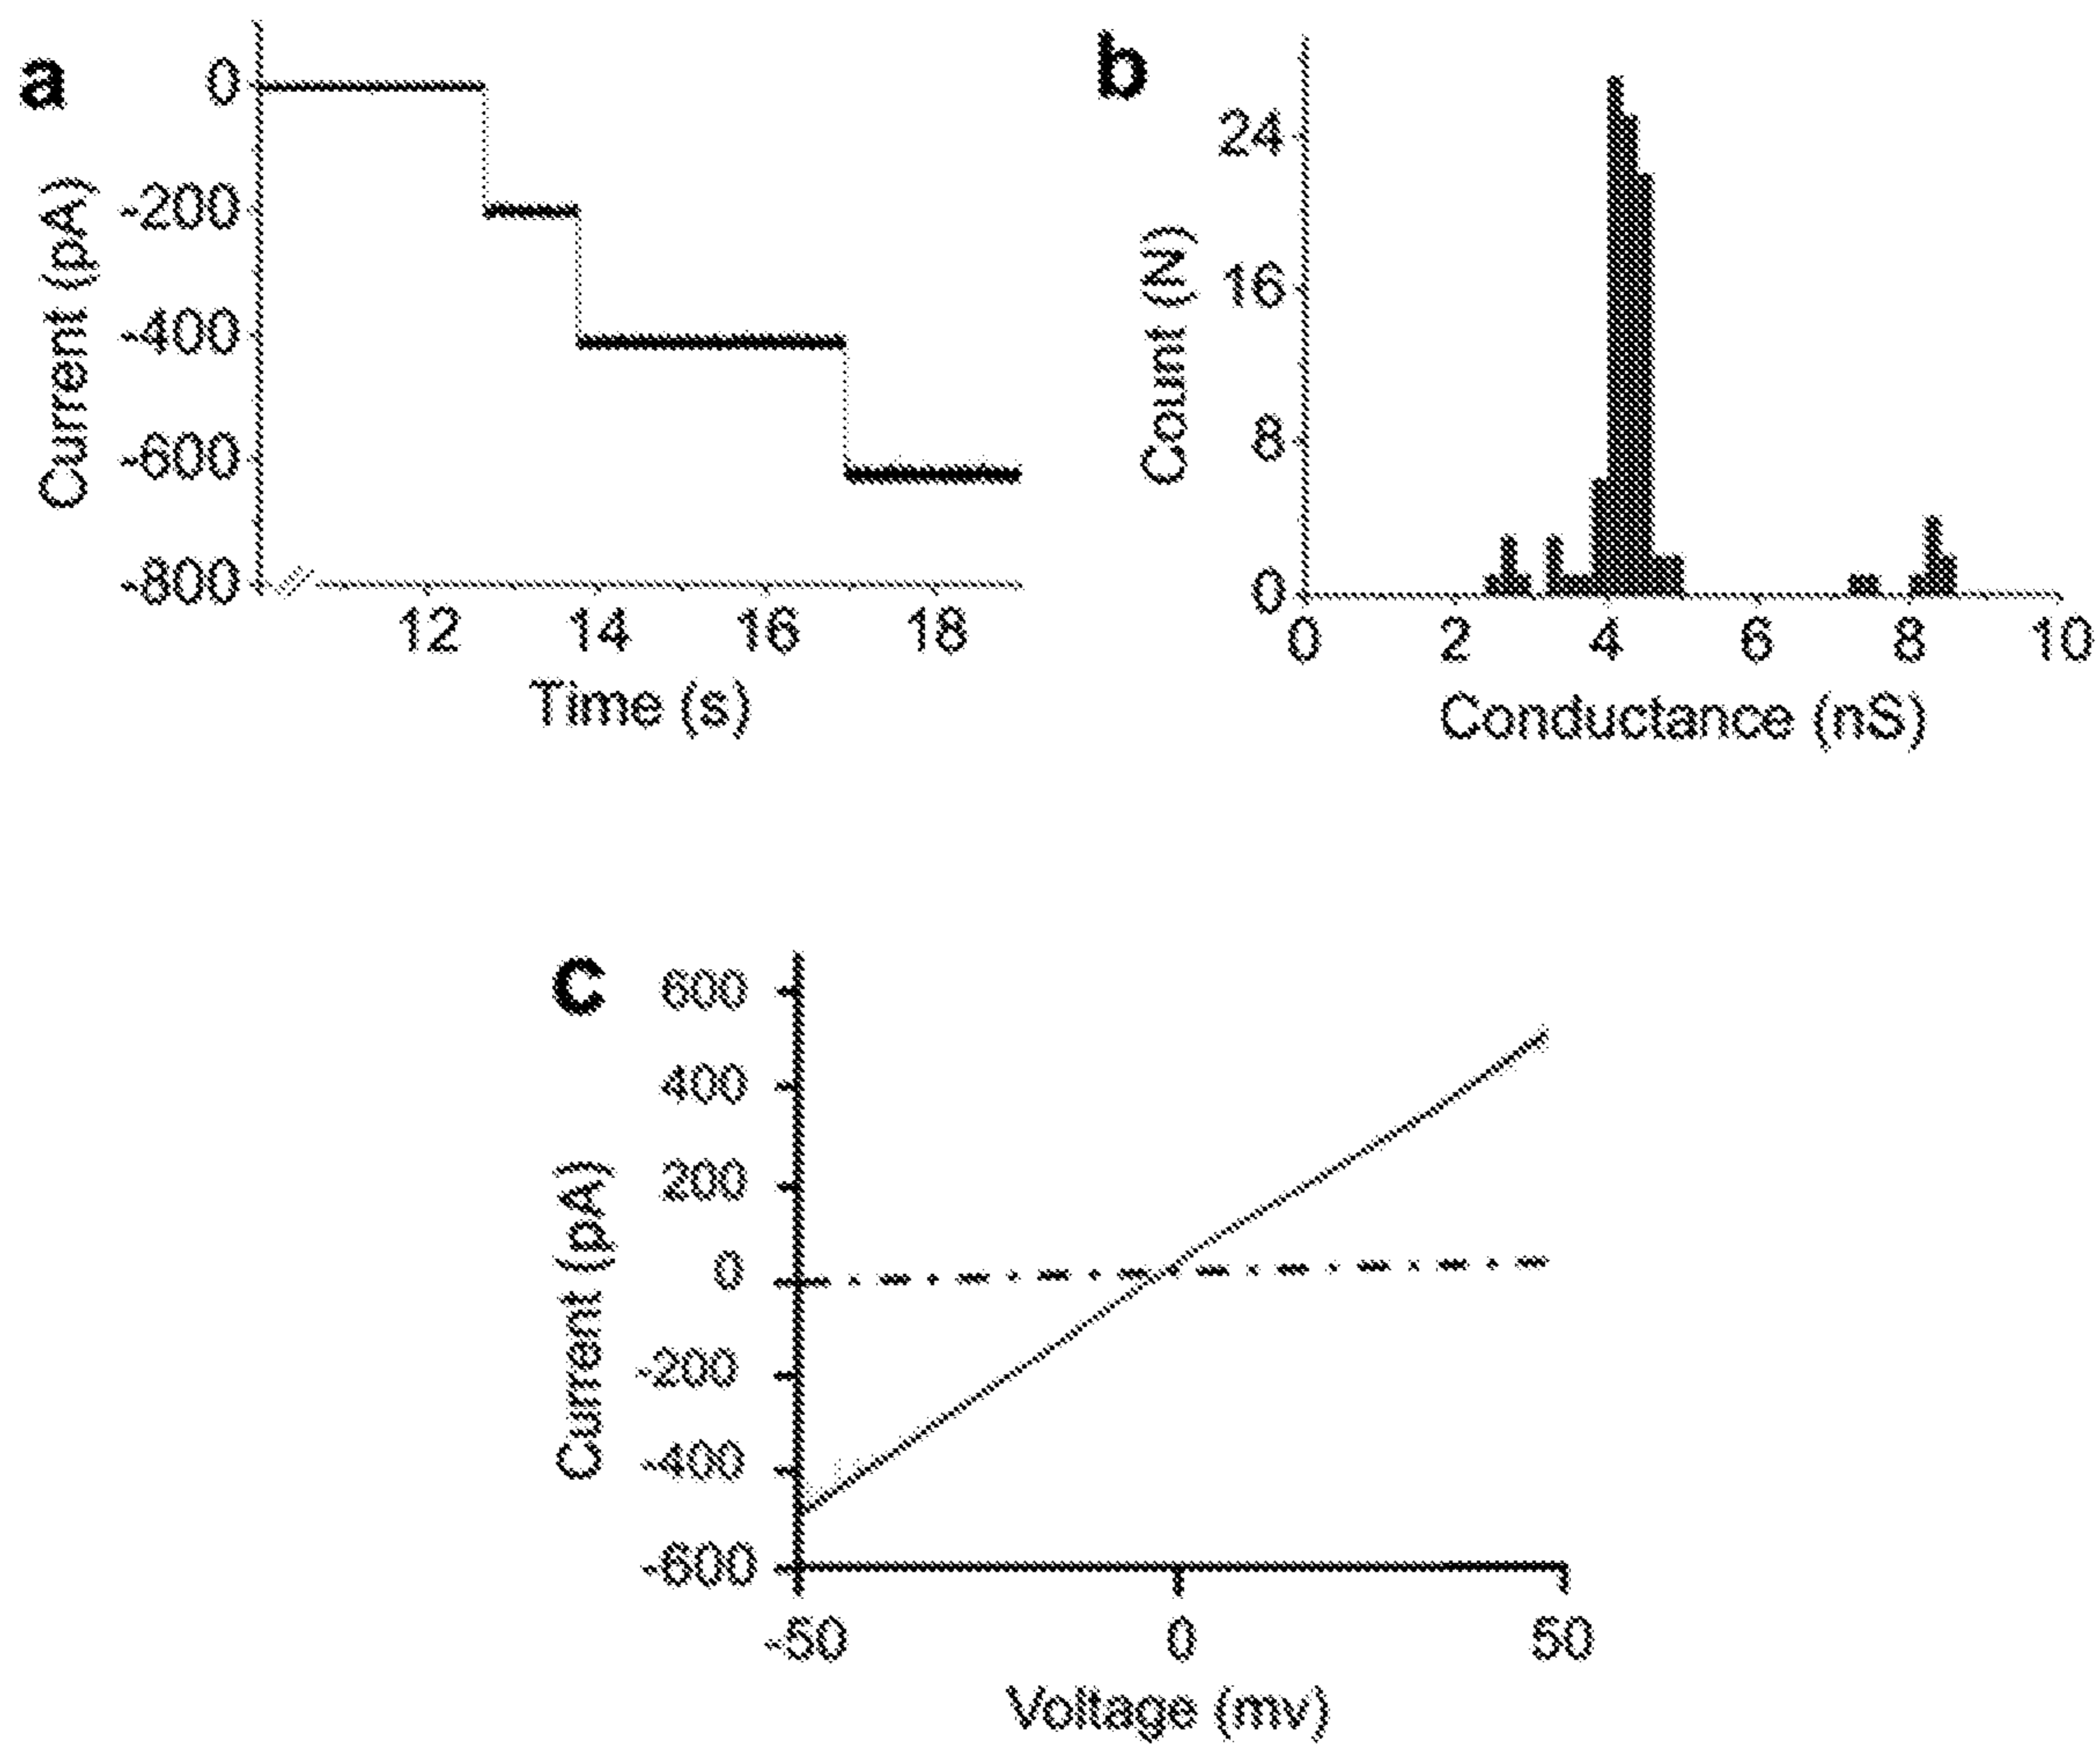 a
0
-200
-400
-600
-800
Current (pA)
12 14 16 18
Time (s)
b
24
16
8
0
Count (N)
0 2 4 6 8 10
Conductance (nS)
c
600
400
200
0
-200
-400
-600
Current (pA)
-50 0 50
Voltage (mv)